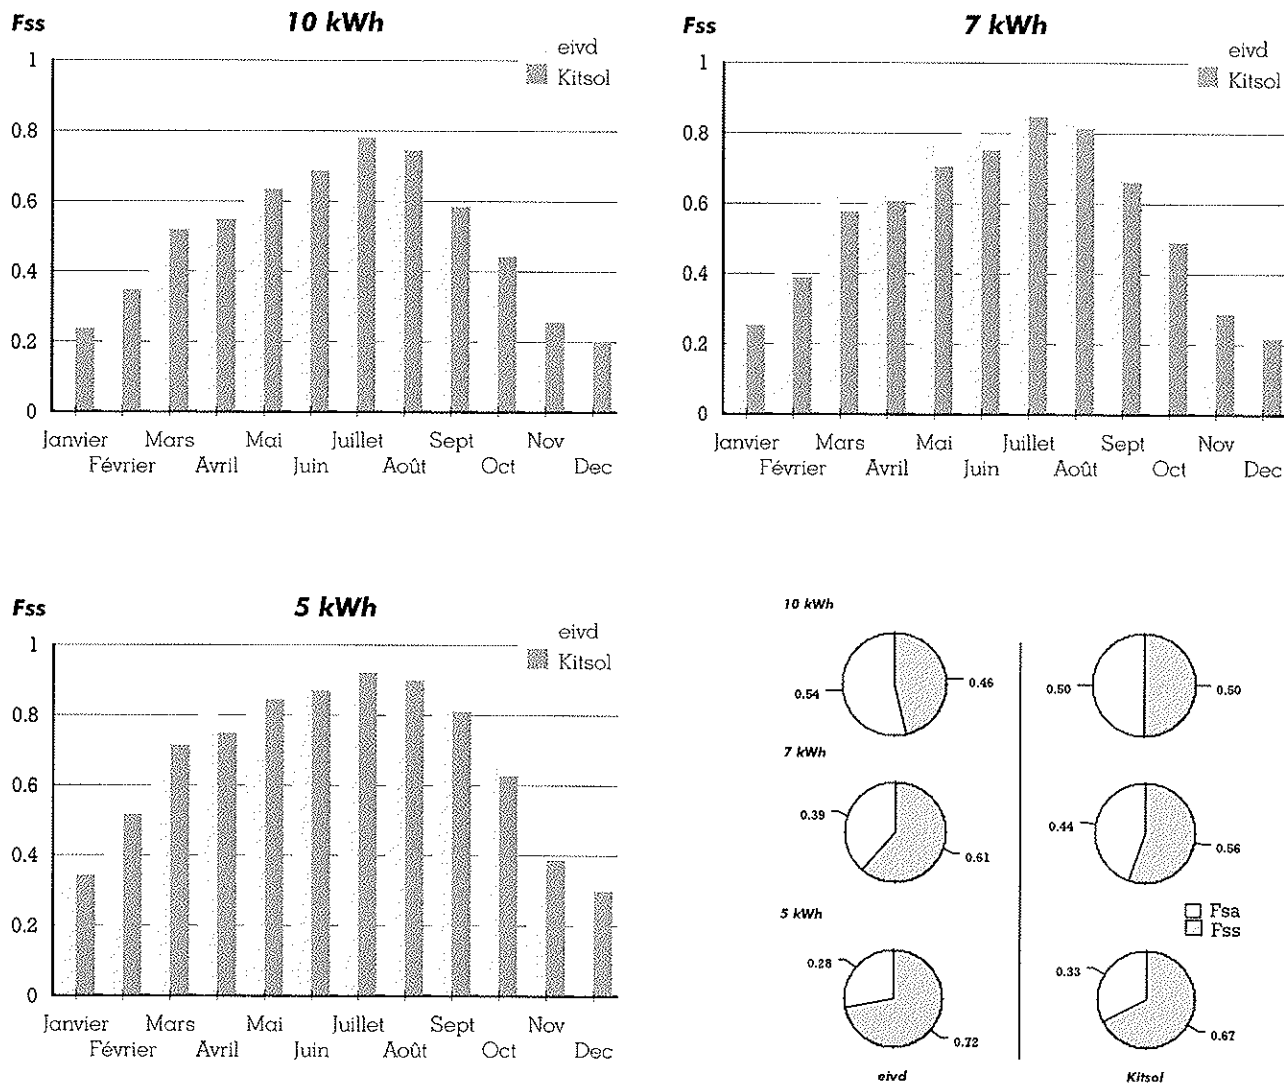 Fss
10 kWh
eivd
Kitsol
1
0.8
0.6
0.4
0.2
0
Janvier Mars Mai Juillet Sept Nov
Février Avril Juin Août Oct Dec
Fss
7 kWh
eivd
Kitsol
1
0.8
0.6
0.4
0.2
0
Janvier Mars Mai Juillet Sept Nov
Février Avril Juin Août Oct Dec
Fss
5 kWh
eivd
Kitsol
1
0.8
0.6
0.4
0.2
0
Janvier Mars Mai Juillet Sept Nov
Février Avril Juin Août Oct Dec
10 kWh
0.54 0.46 0.50 0.50
7 kWh
0.39 0.61 0.44 0.56
5 kWh
Fsa
Fss
0.28 0.72 0.33 0.67
eivd Kitsol